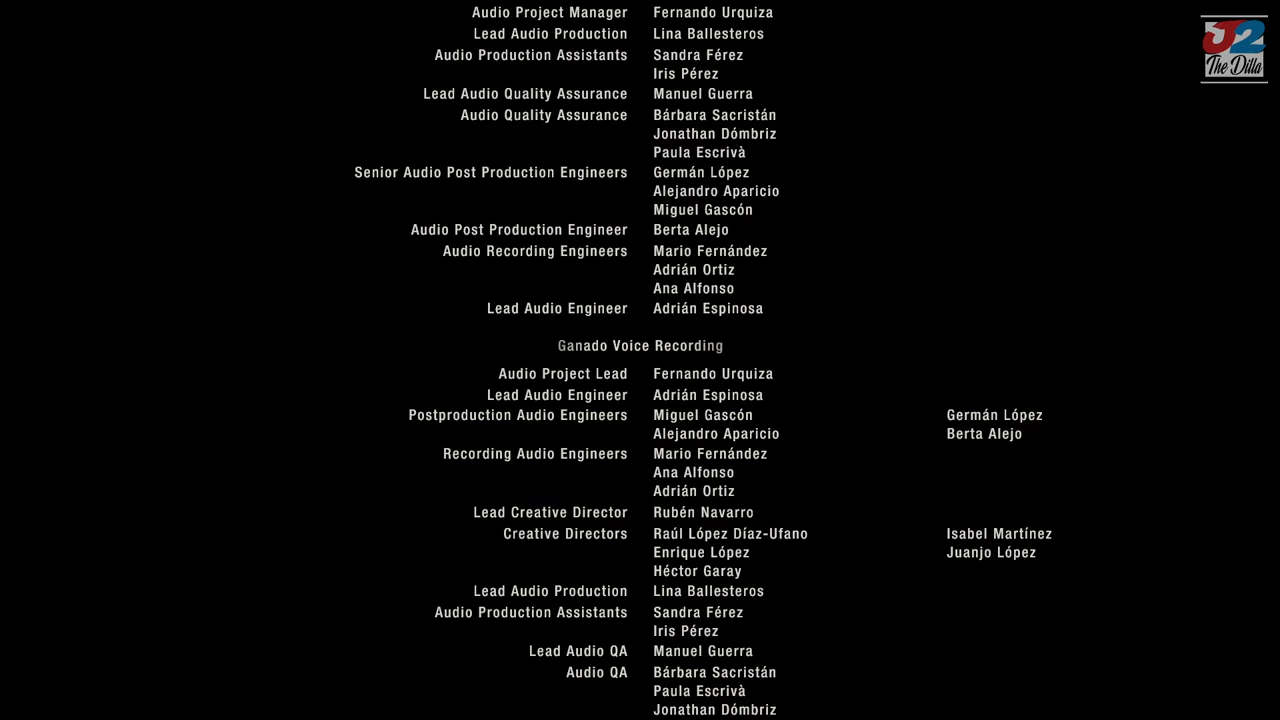 Audio Project Manager Fernando Urquiza
Lead Audio Production Lina Ballesteros
Audio Production Assistants Sandra Férez
Iris Pérez
Lead Audio Quality Assurance Manuel Guerra
Audio Quality Assurance Bárbara Sacristán
Jonathan Dómbriz
Paula Escrivà
Senior Audio Post Production Engineers Germán López
Alejandro Aparicio
Miguel Gascón
Audio Post Production Engineer Berta Alejo
Audio Recording Engineers Mario Fernández
Adrián Ortiz
Ana Alfonso
Lead Audio Engineer Adrián Espinosa
Ganado Voice Recording
Audio Project Lead Fernando Urquiza
Lead Audio Engineer Adrián Espinosa
Postproduction Audio Engineers Miguel Gascón Germán López
Alejandro Aparicio Berta Alejo
Recording Audio Engineers Mario Fernández
Ana Alfonso
Adrián Ortiz
Lead Creative Director Rubén Navarro
Creative Directors Raúl López Díaz-Ufano Isabel Martínez
Enrique López Juanjo López
Héctor Garay
Lead Audio Production Lina Ballesteros
Audio Production Assistants Sandra Férez
Iris Pérez
Lead Audio QA Manuel Guerra
Audio QA Bárbara Sacristán
Paula Escrivà
Jonathan Dómbriz
J2
The Dilla